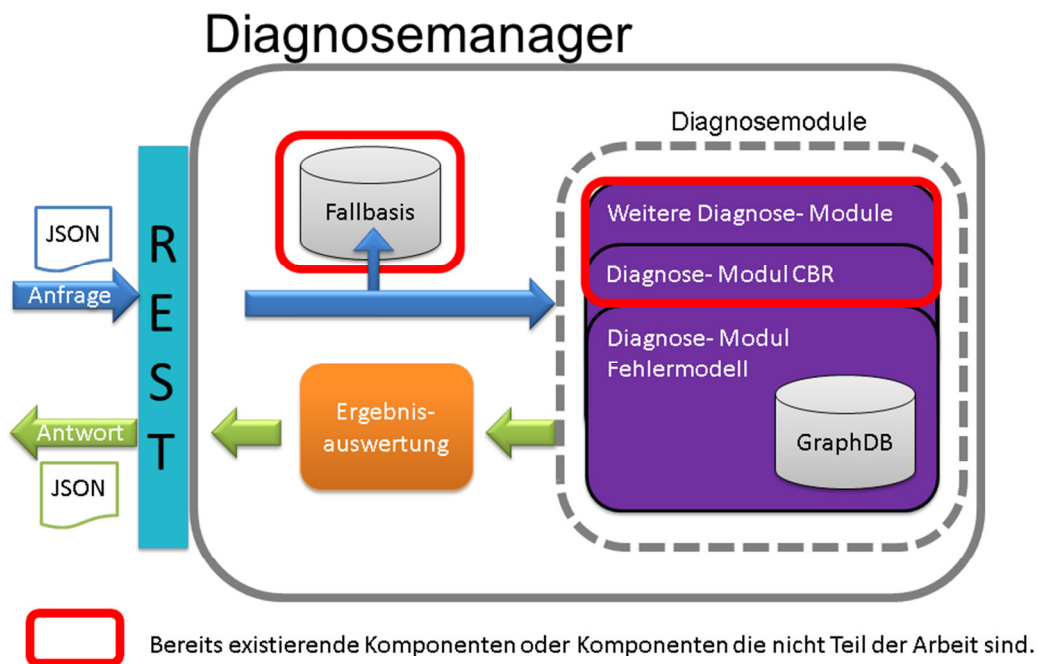 Diagnosemanager
Diagnosemodule
Fallbasis
Weitere Diagnose- Module
JSON
REST
Diagnose- Modul CBR
Anfrage
Diagnose- Modul
Fehlermodell
Ergebnis-
auswertung
Antwort
GraphDB
JSON
Bereits existierende Komponenten oder Komponenten die nicht Teil der Arbeit sind.